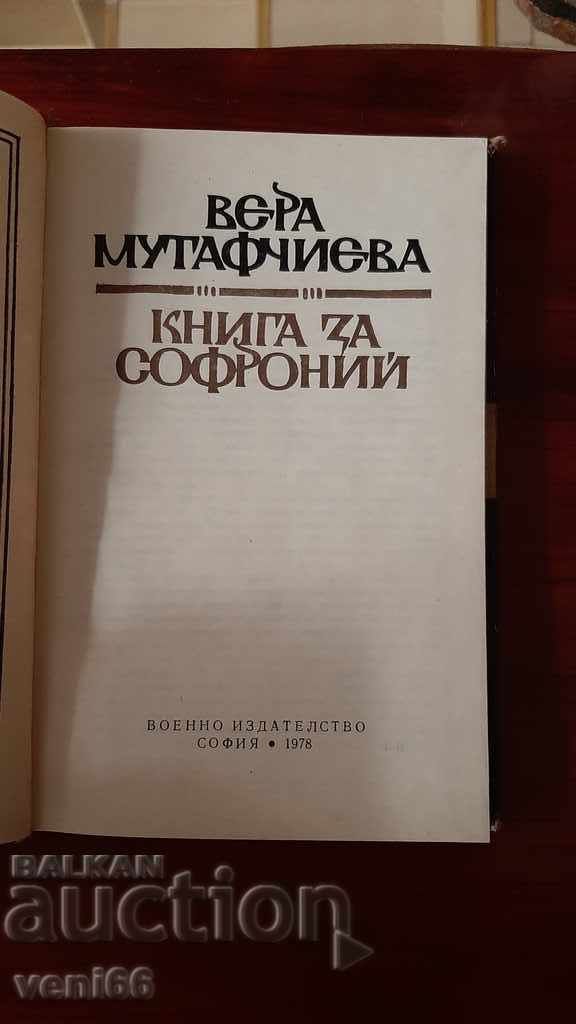 ВЕРА
МУТАФЧИЕВА
КНИГА ЗА
СОФРОНИЙ
ВОЕННО ИЗДАТЕЛСТВО
СОФИЯ • 1978
BALKAN
auction
veni66